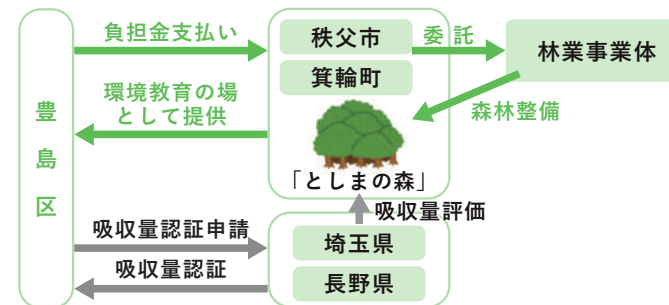 豊島区
負担金支払い
環境教育の場
として提供
秩父市
箕輪町
「としまの森」
委託
林業事業体
森林整備
吸収量評価
吸収量認証申請
吸収量認証
埼玉県
長野県